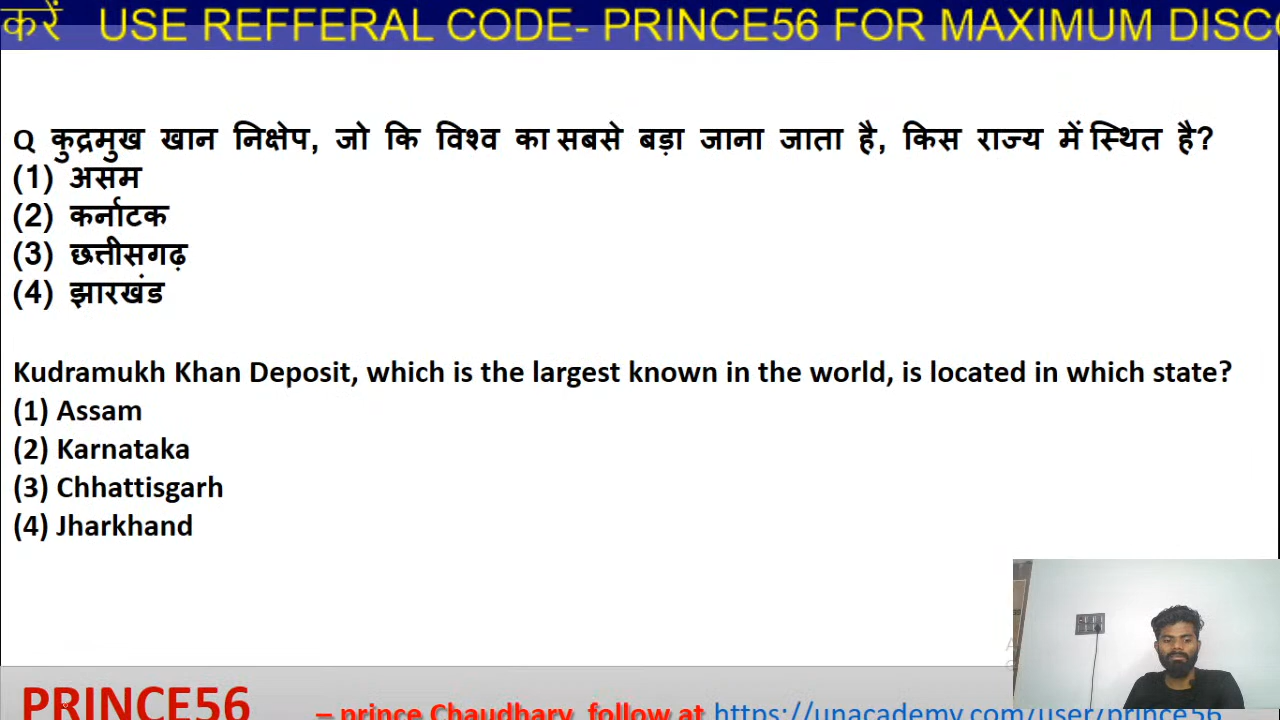 करें USE REFFERAL CODE- PRINCE56 FOR MAXIMUM
Q कुद्रमुख खान निक्षेप, जो कि विश्व का सबसे बड़ा जाना जाता है, किस राज्य में स्थित है?
(1) असम
(2) कर्नाटक
(3) छत्तीसगढ़
(4) झारखंड
Kudramukh Khan Deposit, which is the largest known in the world, is located in which state?
(1) Assam
(2) Karnataka
(3) Chhattisgarh
(4) Jharkhand
PRINCE56 – prince Chaudhary, follow at https://unacademy.com/user/prince56